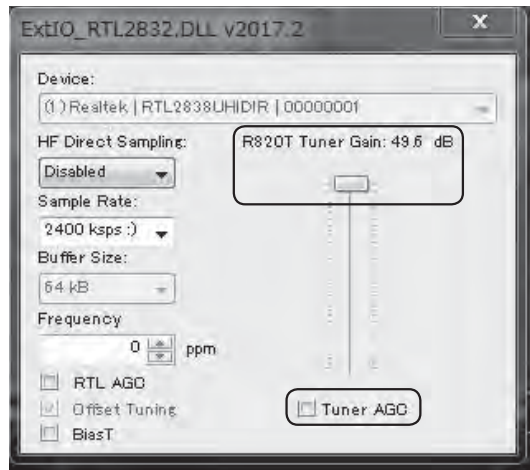 ExtIO_RTL2832.DLL v2017.2
x
Device:
(1) Realtek | RTL2838UHIDIR | 00000001
HF Direct Sampling:
R820T Tuner Gain: 49.6 dB
Disabled
Sample Rate:
2400 ksps :)
Buffer Size:
64 kB
Frequency
0 ppm
RTL AGC
Offset Tuning
Tuner AGC
BiasT